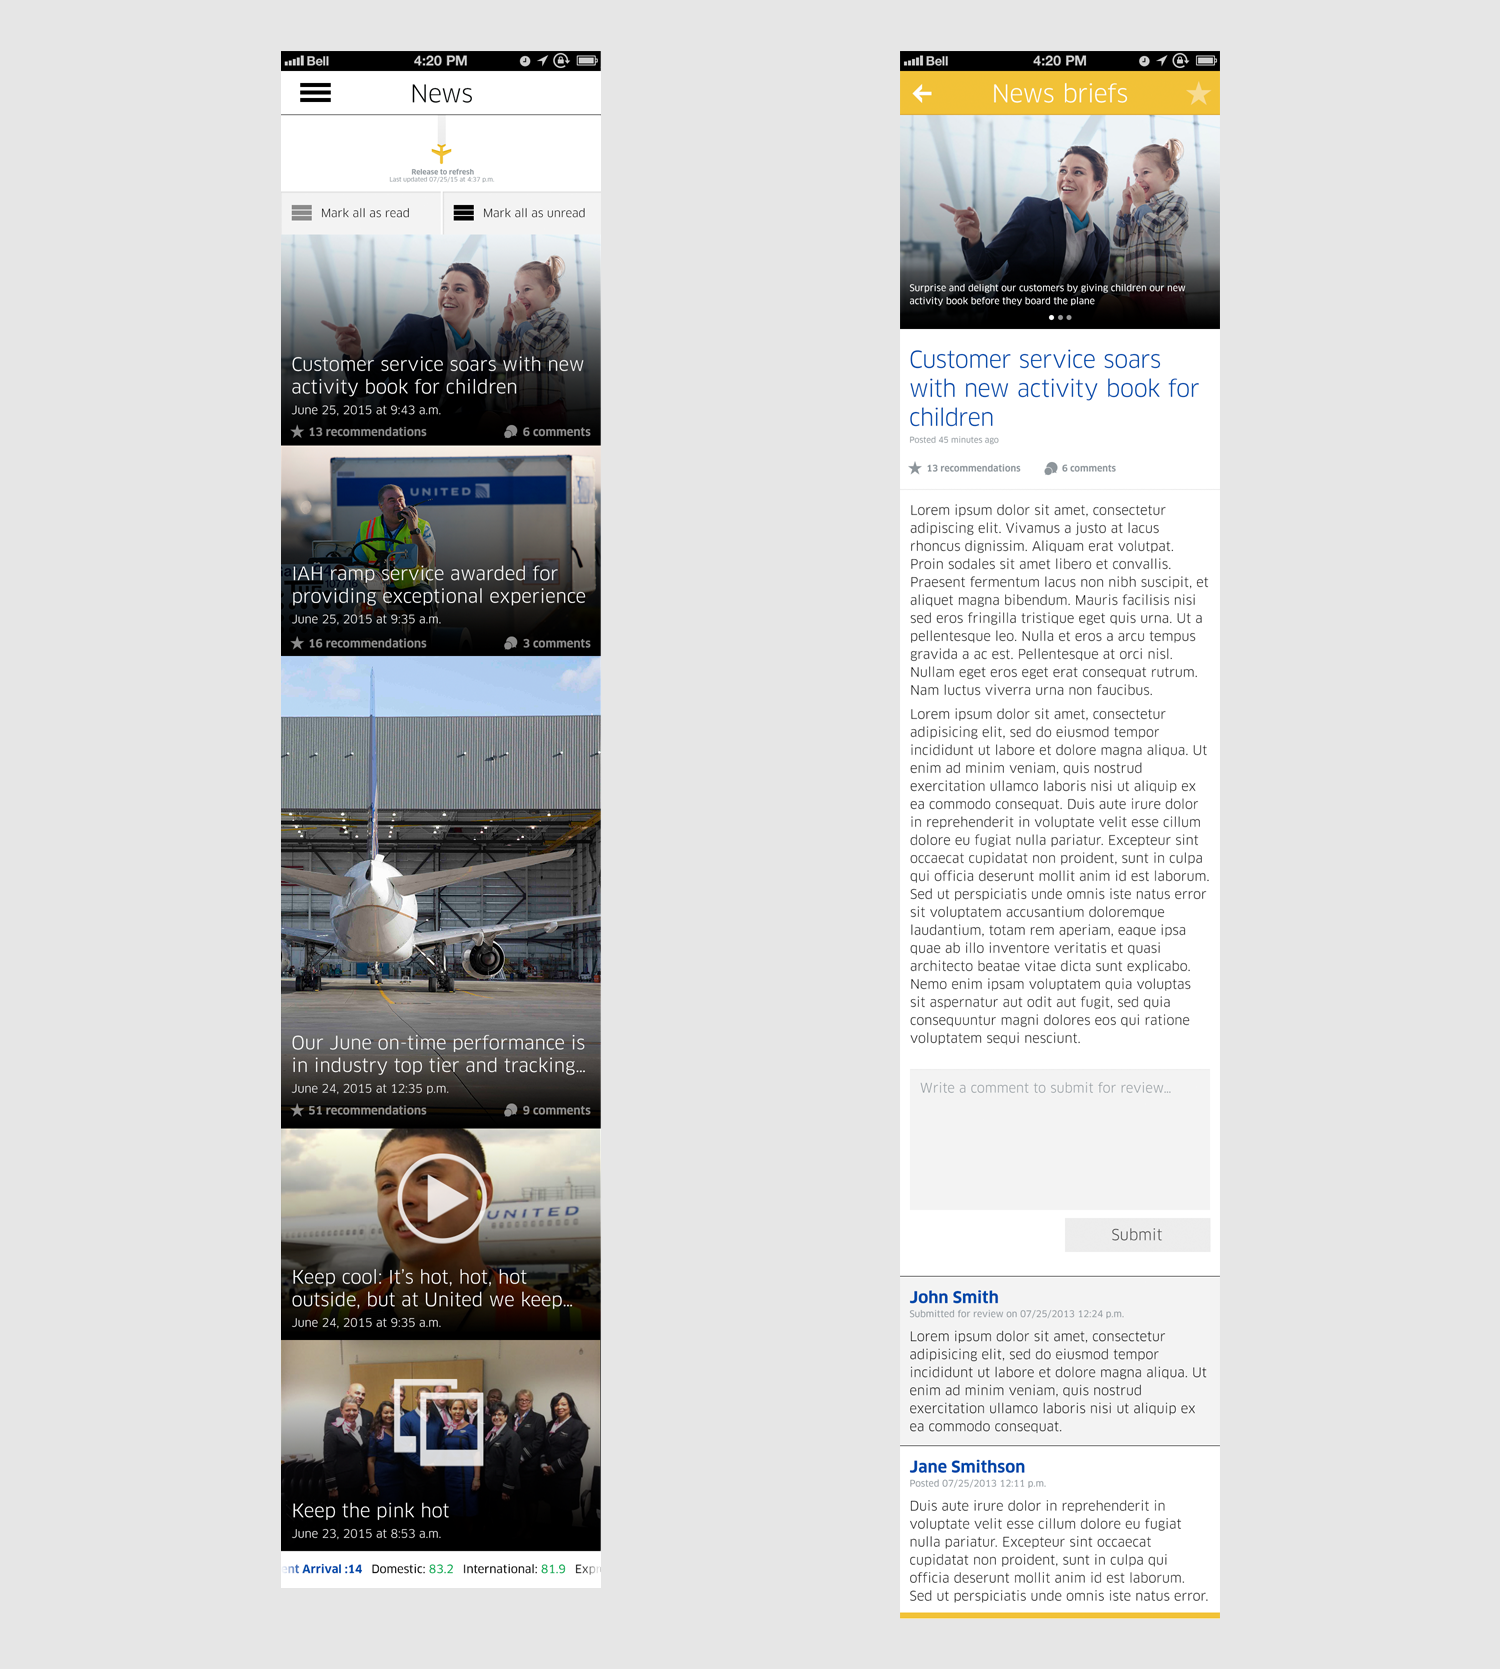 Bell 4:20 PM
News
Release to refresh
Last updated 07/25/15 at 4:37 p.m.
Mark all as read
Mark all as unread
Customer service soars with new
activity book for children
June 25, 2015 at 9:43 a.m.
13 recommendations
6 comments
UNITED
IAH ramp service awarded for
providing exceptional experience
June 25, 2015 at 9:35 a.m.
16 recommendations
3 comments
Our June on-time performance is
in industry top tier and tracking...
June 24, 2015 at 12:35 p.m.
51 recommendations
9 comments
UNITED
Keep cool: It's hot, hot, hot
outside, but at United we keep...
June 24, 2015 at 9:35 a.m.
Keep the pink hot
June 23, 2015 at 8:53 a.m.
ent Arrival :14 Domestic: 83.2 International: 81.9 Expr
Bell 4:20 PM
News briefs
Surprise and delight our customers by giving children our new
activity book before they board the plane
Customer service soars
with new activity book for
children
Posted 45 minutes ago
13 recommendations
6 comments
Lorem ipsum dolor sit amet, consectetur
adipiscing elit. Vivamus a justo at lacus
rhoncus dignissim. Aliquam erat volutpat.
Proin sodales sit amet libero et convallis.
Praesent fermentum lacus non nibh suscipit, et
aliquet magna bibendum. Mauris facilisis nisi
sed eros fringilla tristique eget quis urna. Ut a
pellentesque leo. Nulla et eros a arcu tempus
gravida a ac est. Pellentesque at orci nisl.
Nullam eget eros eget erat consequat rutrum.
Nam luctus viverra urna non faucibus.
Lorem ipsum dolor sit amet, consectetur
adipisicing elit, sed do eiusmod tempor
incididunt ut labore et dolore magna aliqua. Ut
enim ad minim veniam, quis nostrud
exercitation ullamco laboris nisi ut aliquip ex
ea commodo consequat. Duis aute irure dolor
in reprehenderit in voluptate velit esse cillum
dolore eu fugiat nulla pariatur. Excepteur sint
occaecat cupidatat non proident, sunt in culpa
qui officia deserunt mollit anim id est laborum.
Sed ut perspiciatis unde omnis iste natus error
sit voluptatem accusantium doloremque
laudantium, totam rem aperiam, eaque ipsa
quae ab illo inventore veritatis et quasi
architecto beatae vitae dicta sunt explicabo.
Nemo enim ipsam voluptatem quia voluptas
sit aspernatur aut odit aut fugit, sed quia
consequuntur magni dolores eos qui ratione
voluptatem sequi nesciunt.
Write a comment to submit for review...
Submit
John Smith
Submitted for review on 07/25/2013 12:24 p.m.
Lorem ipsum dolor sit amet, consectetur
adipisicing elit, sed do eiusmod tempor
incididunt ut labore et dolore magna aliqua. Ut
enim ad minim veniam, quis nostrud
exercitation ullamco laboris nisi ut aliquip ex
ea commodo consequat.
Jane Smithson
Posted 07/25/2013 12:11 p.m.
Duis aute irure dolor in reprehenderit in
voluptate velit esse cillum dolore eu fugiat
nulla pariatur. Excepteur sint occaecat
cupidatat non proident, sunt in culpa qui
officia deserunt mollit anim id est laborum.
Sed ut perspiciatis unde omnis iste natus error.